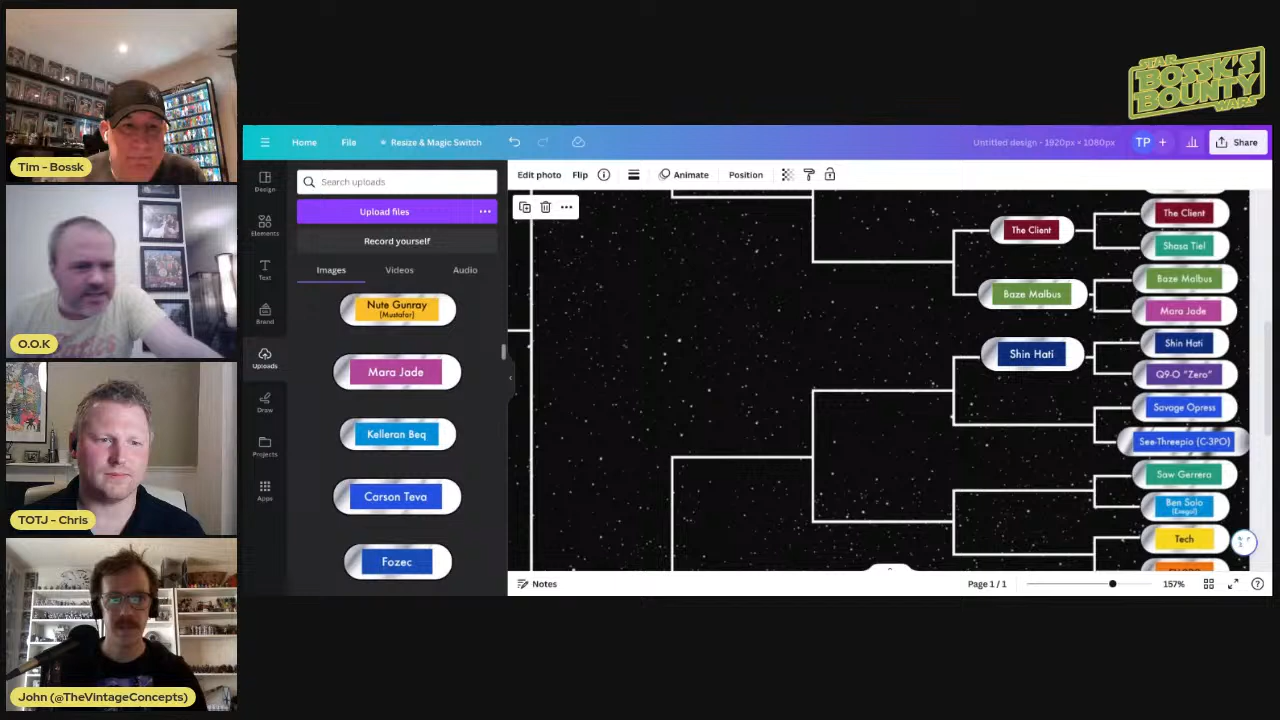 Tim - Bossk
O.O.K
TOTJ - Chris
John (@TheVintageConcepts)
STAR
BOSSK'S
BOUNTY
WARS
Home
File
Resize & Magic Switch
Untitled design - 1920px × 1080px
TP
+
Share
Design
Elements
Text
Brand
Uploads
Draw
Projects
Apps
Search uploads
Upload files
Record yourself
Images
Videos
Audio
Nute Gunray
(Mustafar)
Mara Jade
Kelleran Beq
Carson Teva
Fozec
Edit photo
Flip
Animate
Position
The Client
Baze Malbus
Shin Hati
The Client
Shasa Tiel
Baze Malbus
Mara Jade
Shin Hati
Q9-O "Zero"
Savage Opress
See-Threepio (C-3PO)
Saw Gerrera
Ben Solo
(Exegol)
Tech
Notes
Page 1 / 1
157%